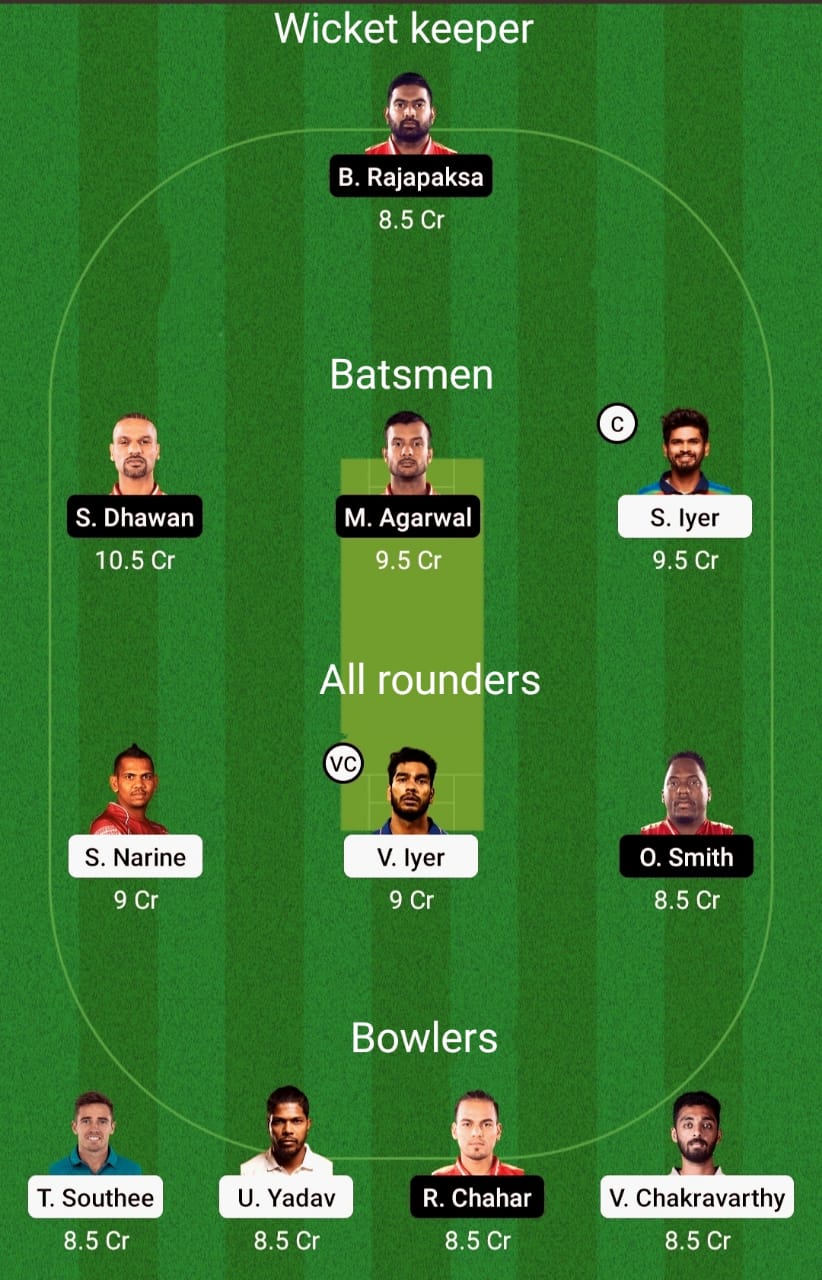 Wicket keeper
B. Rajapaksa
8.5 Cr
Batsmen
C
S. Dhawan
M. Agarwal
S. Iyer
10.5 Cr
9.5 Cr
9.5 Cr
All rounders
VC
S. Narine
V. Iyer
O. Smith
9 Cr
9 Cr
8.5 Cr
Bowlers
T. Southee
U. Yadav
R. Chahar
V. Chakravarthy
8.5 Cr
8.5 Cr
8.5 Cr
8.5 Cr